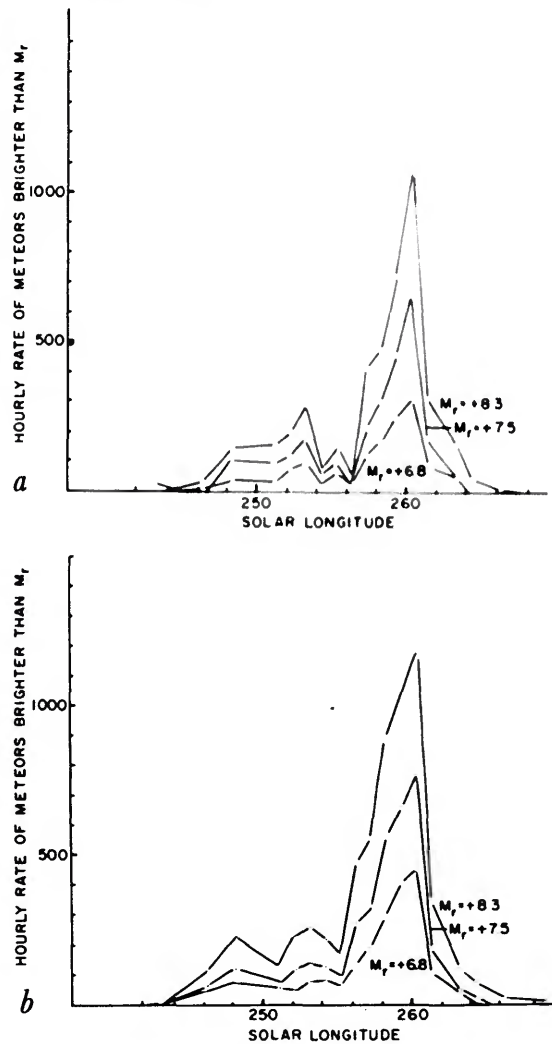 HOURLY RATE OF METEORS BRIGHTER THAN Mr
1000
500
Mr=+8.3
Mr=+7.5
Mr=+6.8
a
250
260
SOLAR LONGITUDE
HOURLY RATE OF METEORS BRIGHTER THAN Mr
1000
500
Mr=+8.3
Mr=+7.5
Mr=+6.8
b
250
260
SOLAR LONGITUDE